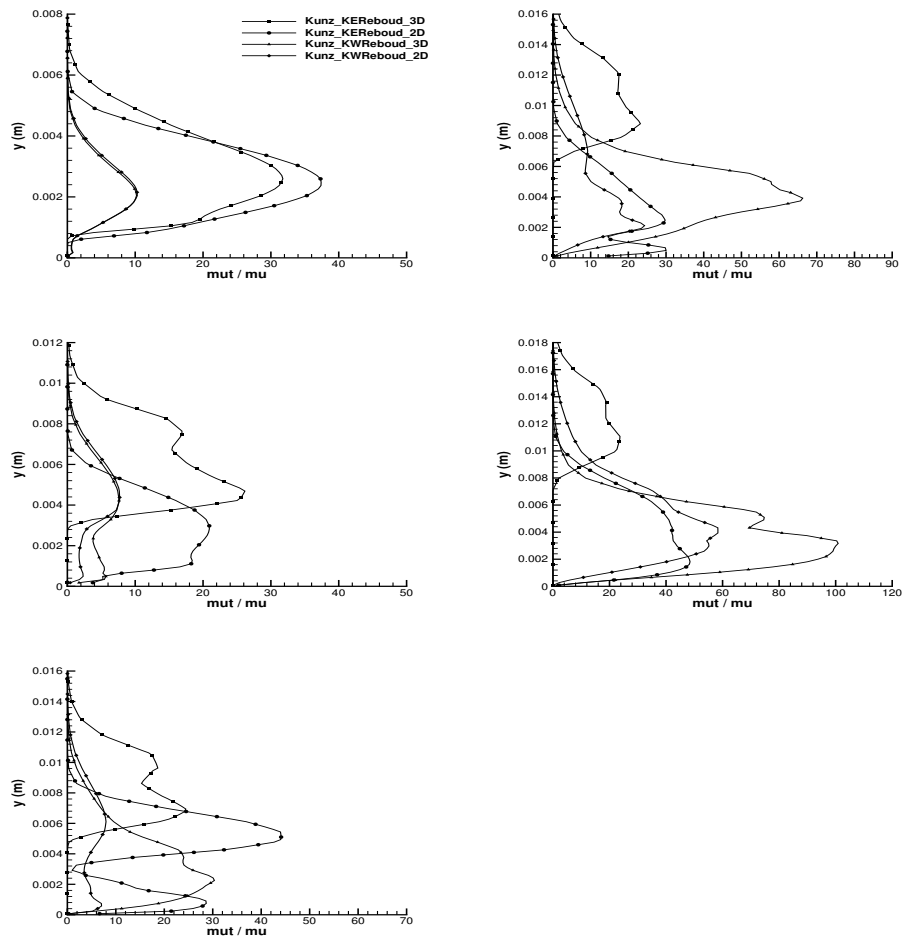 Kunz_KEReboud_3D
Kunz_KEReboud_2D
Kunz_KWReboud_3D
Kunz_KWReboud_2D
y (m)
0.008
0.006
0.004
0.002
0
0 10 20 30 40 50
mut / mu
y (m)
0.016
0.014
0.012
0.01
0.008
0.006
0.004
0.002
0
0 10 20 30 40 50 60 70 80 90
mut / mu
y (m)
0.012
0.01
0.008
0.006
0.004
0.002
0
0 10 20 30 40 50
mut / mu
y (m)
0.018
0.016
0.014
0.012
0.01
0.008
0.006
0.004
0.002
0
0 20 40 60 80 100 120
mut / mu
y (m)
0.016
0.014
0.012
0.01
0.008
0.006
0.004
0.002
0
0 10 20 30 40 50 60 70
mut / mu